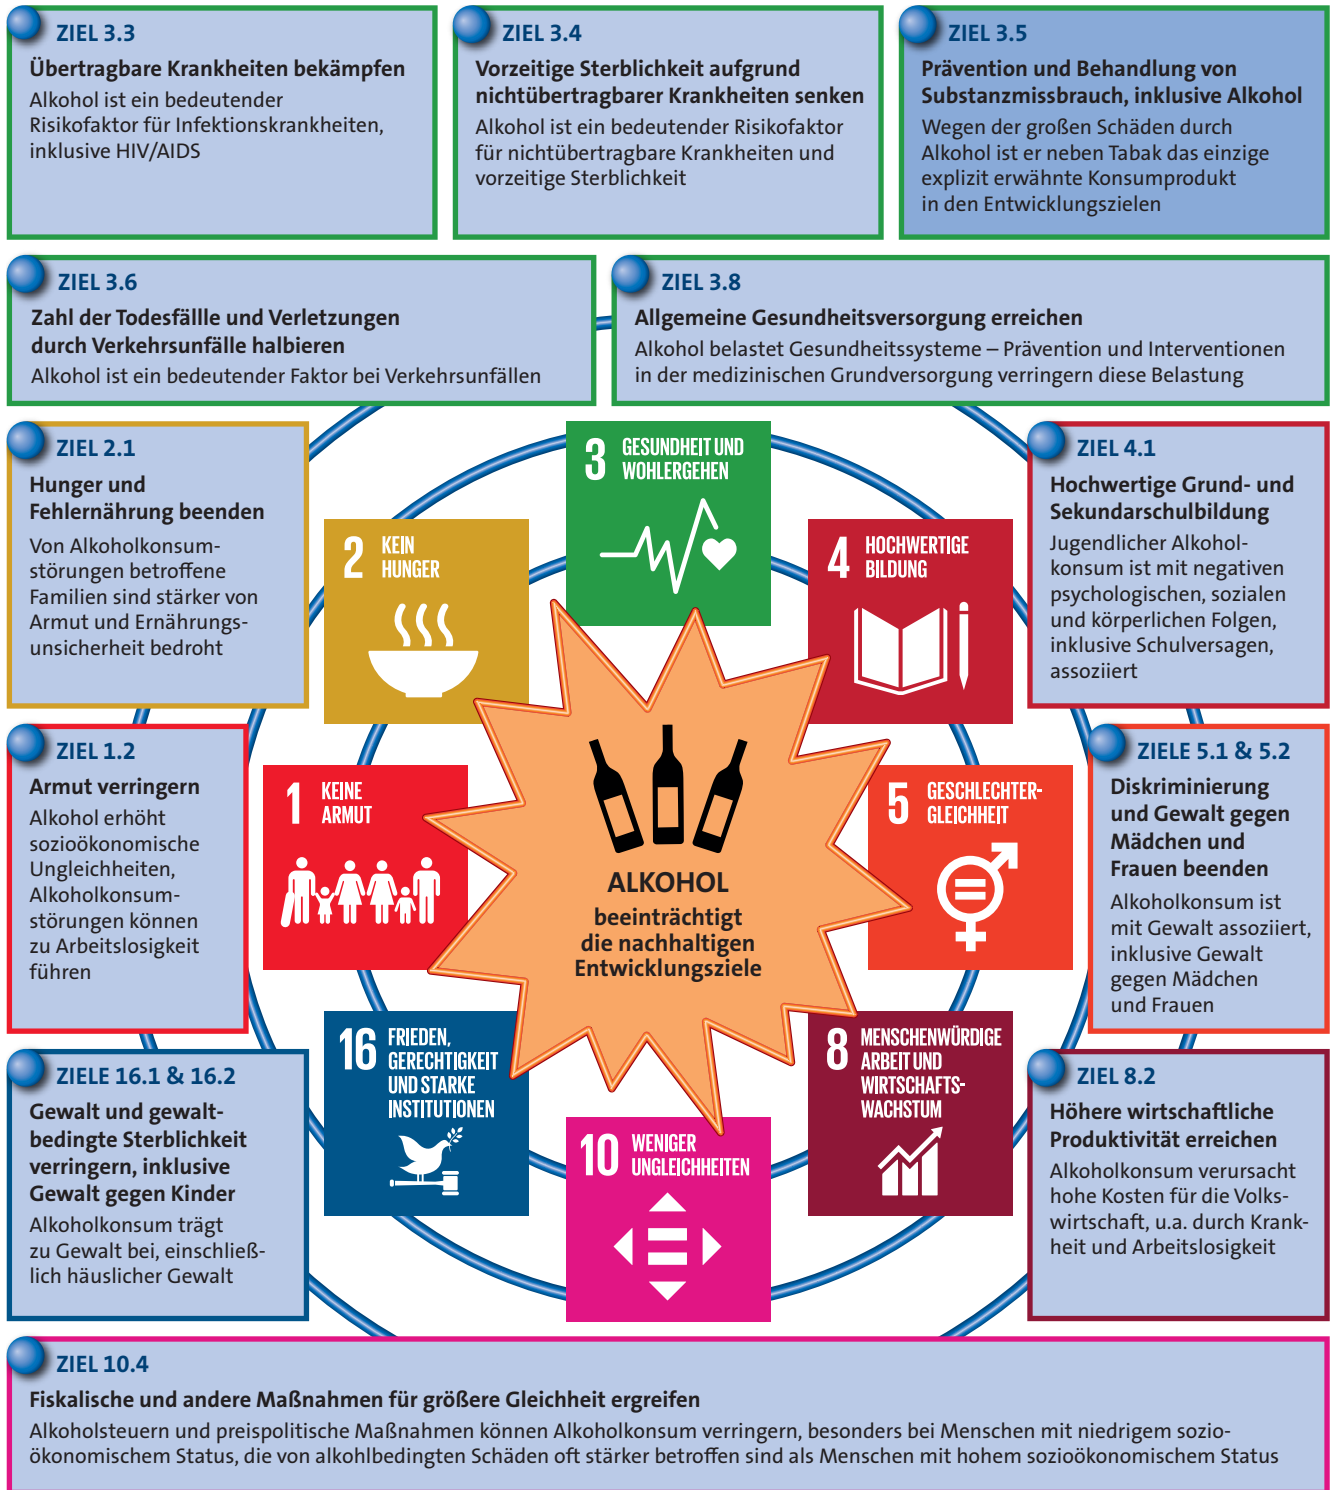 ZIEL 3.3
Übertragbare Krankheiten bekämpfen
Alkohol ist ein bedeutender
Risikofaktor für Infektionskrankheiten,
inklusive HIV/AIDS
ZIEL 3.4
Vorzeitige Sterblichkeit aufgrund
nichtübertragbarer Krankheiten senken
Alkohol ist ein bedeutender Risikofaktor
für nichtübertragbare Krankheiten und
vorzeitige Sterblichkeit
ZIEL 3.5
Prävention und Behandlung von
Substanzmissbrauch, inklusive Alkohol
Wegen der großen Schäden durch
Alkohol ist er neben Tabak das einzige
explizit erwähnte Konsumprodukt
in den Entwicklungszielen
ZIEL 3.6
Zahl der Todesfällle und Verletzungen
durch Verkehrsunfälle halbieren
Alkohol ist ein bedeutender Faktor bei Verkehrsunfällen
ZIEL 3.8
Allgemeine Gesundheitsversorgung erreichen
Alkohol belastet Gesundheitssysteme – Prävention und Interventionen
in der medizinischen Grundversorgung verringern diese Belastung
ZIEL 2.1
Hunger und
Fehlernährung beenden
Von Alkoholkonsum-
störungen betroffene
Familien sind stärker von
Armut und Ernährungs-
unsicherheit bedroht
2 KEIN
HUNGER
3 GESUNDHEIT UND
WOHLERGEHEN
4 HOCHWERTIGE
BILDUNG
ZIEL 4.1
Hochwertige Grund- und
Sekundarschulbildung
Jugendlicher Alkohol-
konsum ist mit negativen
psychologischen, sozialen
und körperlichen Folgen,
inklusive Schulversagen,
assoziiert
ZIEL 1.2
Armut verringern
Alkohol erhöht
sozioökonomische
Ungleichheiten,
Alkoholkonsum-
störungen können
zu Arbeitslosigkeit
führen
1 KEINE
ARMUT
ALKOHOL
beeinträchtigt
die nachhaltigen
Entwicklungsziele
5 GESCHLECHTER-
GLEICHHEIT
ZIELE 5.1 & 5.2
Diskriminierung
und Gewalt gegen
Mädchen und
Frauen beenden
Alkoholkonsum ist
mit Gewalt assoziiert,
inklusive Gewalt
gegen Mädchen
und Frauen
ZIELE 16.1 & 16.2
Gewalt und gewalt-
bedingte Sterblichkeit
verringern, inklusive
Gewalt gegen Kinder
Alkoholkonsum trägt
zu Gewalt bei, einschließ-
lich häuslicher Gewalt
16 FRIEDEN,
GERECHTIGKEIT
UND STARKE
INSTITUTIONEN
10 WENIGER
UNGLEICHHEITEN
8 MENSCHENWÜRDIGE
ARBEIT UND
WIRTSCHAFTS-
WACHSTUM
ZIEL 8.2
Höhere wirtschaftliche
Produktivität erreichen
Alkoholkonsum verursacht
hohe Kosten für die Volks-
wirtschaft, u.a. durch Krank-
heit und Arbeitslosigkeit
ZIEL 10.4
Fiskalische und andere Maßnahmen für größere Gleichheit ergreifen
Alkoholsteuern und preispolitische Maßnahmen können Alkoholkonsum verringern, besonders bei Menschen mit niedrigem sozio-
ökonomischem Status, die von alkohlbedingten Schäden oft stärker betroffen sind als Menschen mit hohem sozioökonomischem Status